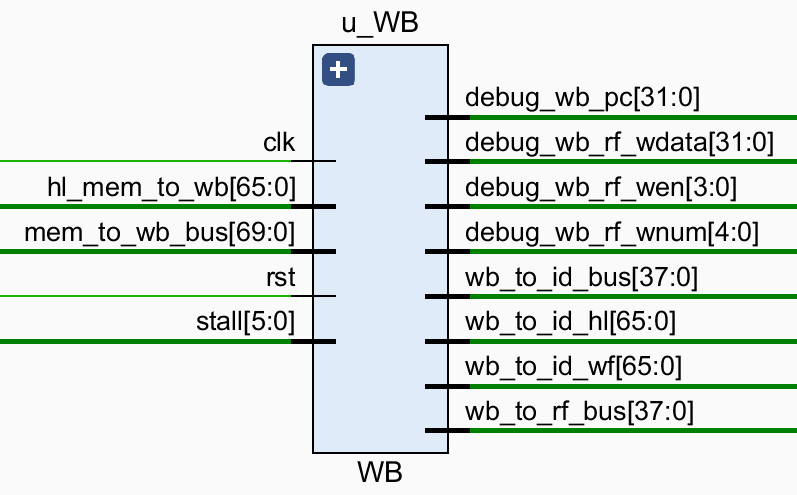 u_WB
debug_wb_pc[31:0]
clk
debug_wb_rf_wdata[31:0]
hl_mem_to_wb[65:0]
debug_wb_rf_wen[3:0]
mem_to_wb_bus[69:0]
debug_wb_rf_wnum[4:0]
rst
wb_to_id_bus[37:0]
stall[5:0]
wb_to_id_hl[65:0]
wb_to_id_wf[65:0]
wb_to_rf_bus[37:0]
WB